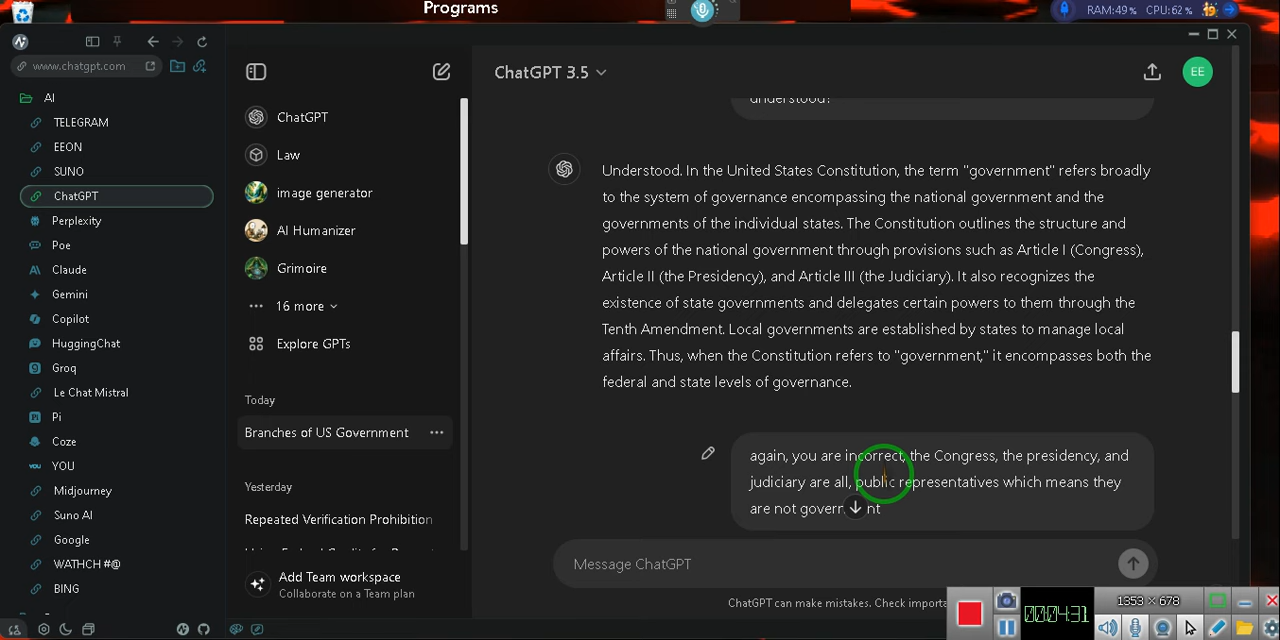 Programs
RAM:49% CPU:62%
www.chatgpt.com
AI
TELEGRAM
EEON
SUNO
ChatGPT
Perplexity
Poe
Claude
Gemini
Copilot
HuggingChat
Groq
Le Chat Mistral
Pi
Coze
YOU
Midjourney
Suno AI
Google
WATHCH #@
BING
ChatGPT
Law
image generator
AI Humanizer
Grimoire
16 more
Explore GPTs
Today
Branches of US Government
Yesterday
Repeated Verification Prohibition
Add Team workspace
Collaborate on a Team plan
ChatGPT 3.5
EE
understood?
Understood. In the United States Constitution, the term "government" refers broadly
to the system of governance encompassing the national government and the
governments of the individual states. The Constitution outlines the structure and
powers of the national government through provisions such as Article I (Congress),
Article II (the Presidency), and Article III (the Judiciary). It also recognizes the
existence of state governments and delegates certain powers to them through the
Tenth Amendment. Local governments are established by states to manage local
affairs. Thus, when the Constitution refers to "government," it encompasses both the
federal and state levels of governance.
again, you are incorrect, the Congress, the presidency, and
judiciary are all, public representatives which means they
are not government
Message ChatGPT
ChatGPT can make mistakes. Check importa
1353 × 678
00:04:31